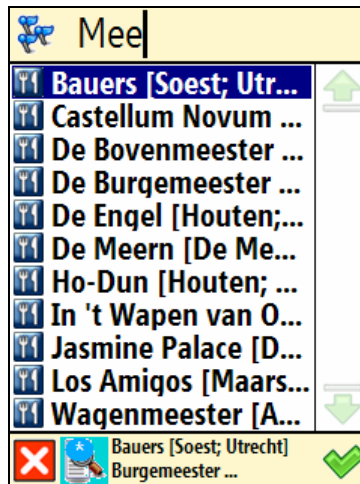 Mee
Bauers [Soest; Utr...
Castellum Novum ...
De Bovenmeester ...
De Burgemeester ...
De Engel [Houten;...
De Meern [De Me...
Ho-Dun [Houten; ...
In 't Wapen van O...
Jasmine Palace [D...
Los Amigos [Maars...
Wagenmeester [A...
Bauers [Soest; Utrecht]
Burgemeester ...